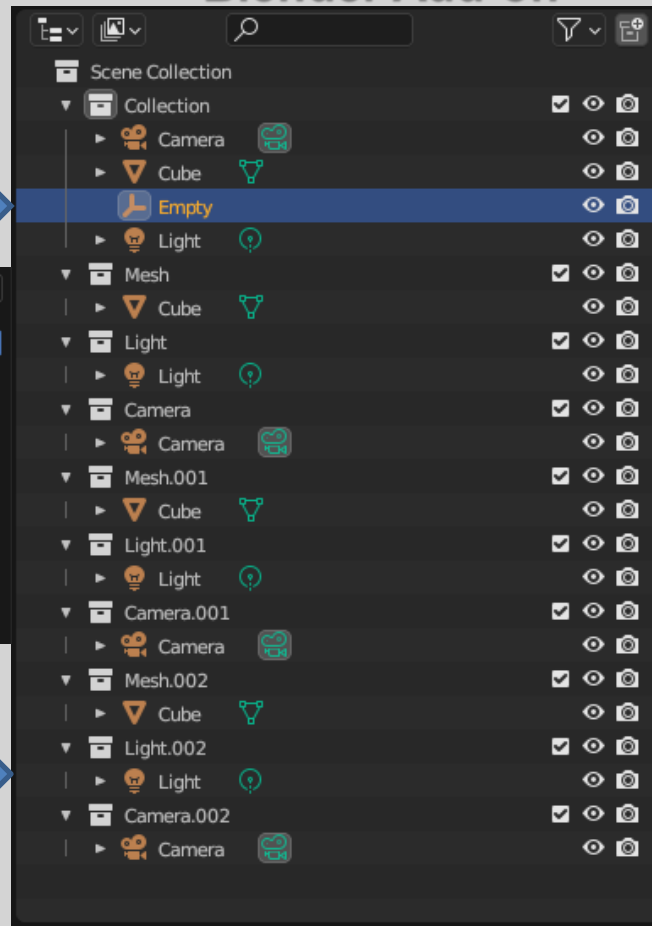 Scene Collection
Collection
Camera
Cube
Empty
Light
Mesh
Cube
Light
Light
Camera
Camera
Mesh.001
Cube
Light.001
Light
Camera.001
Camera
Mesh.002
Cube
Light.002
Light
Camera.002
Camera